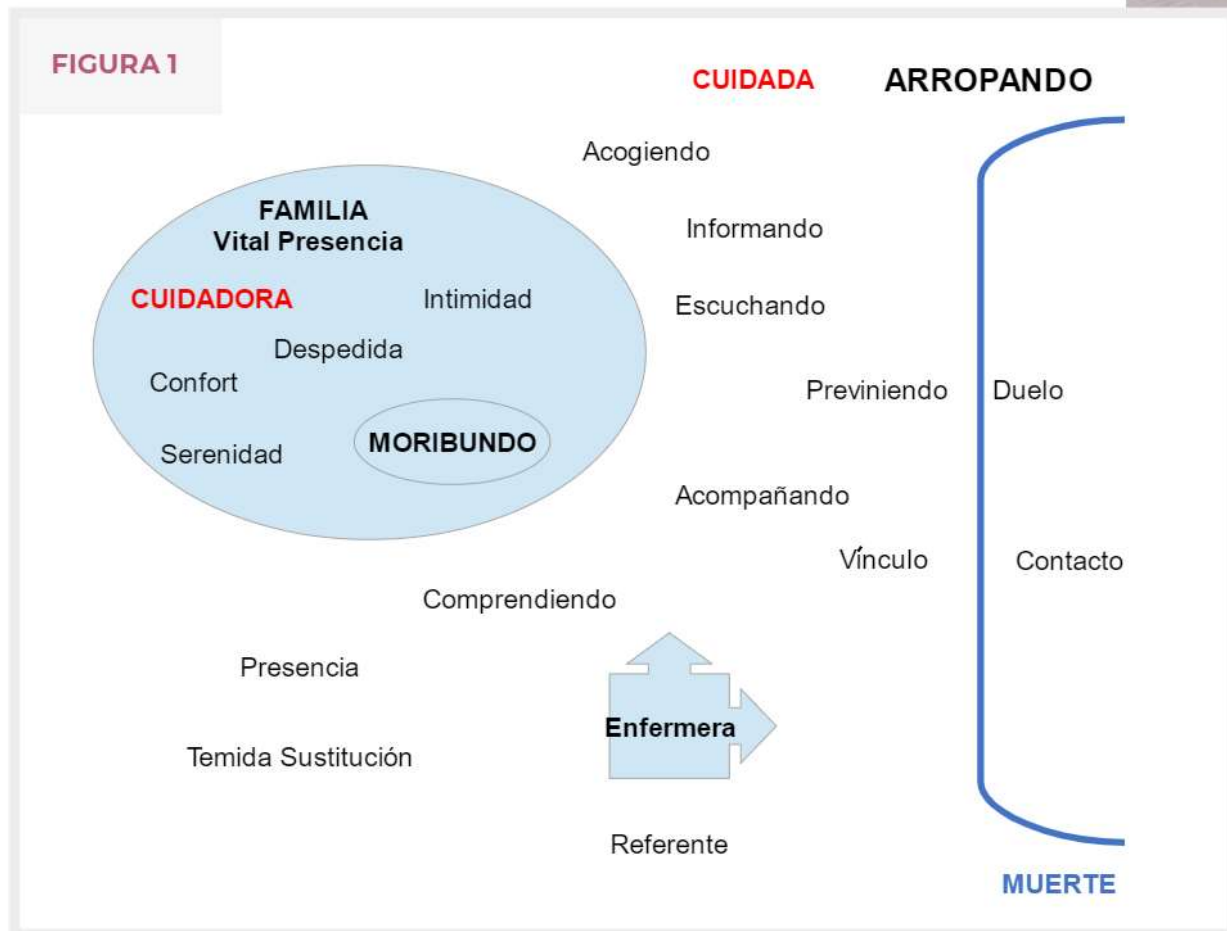 FIGURA 1
CUIDADA
ARROPANDO
Acogiendo
FAMILIA
Vital Presencia
Informando
CUIDADORA
Intimidad
Escuchando
Despedida
Confort
Previniendo
Duelo
MORIBUNDO
Serenidad
Acompañando
Vínculo
Contacto
Comprendiendo
Presencia
Enfermera
Temida Sustitución
Referente
MUERTE